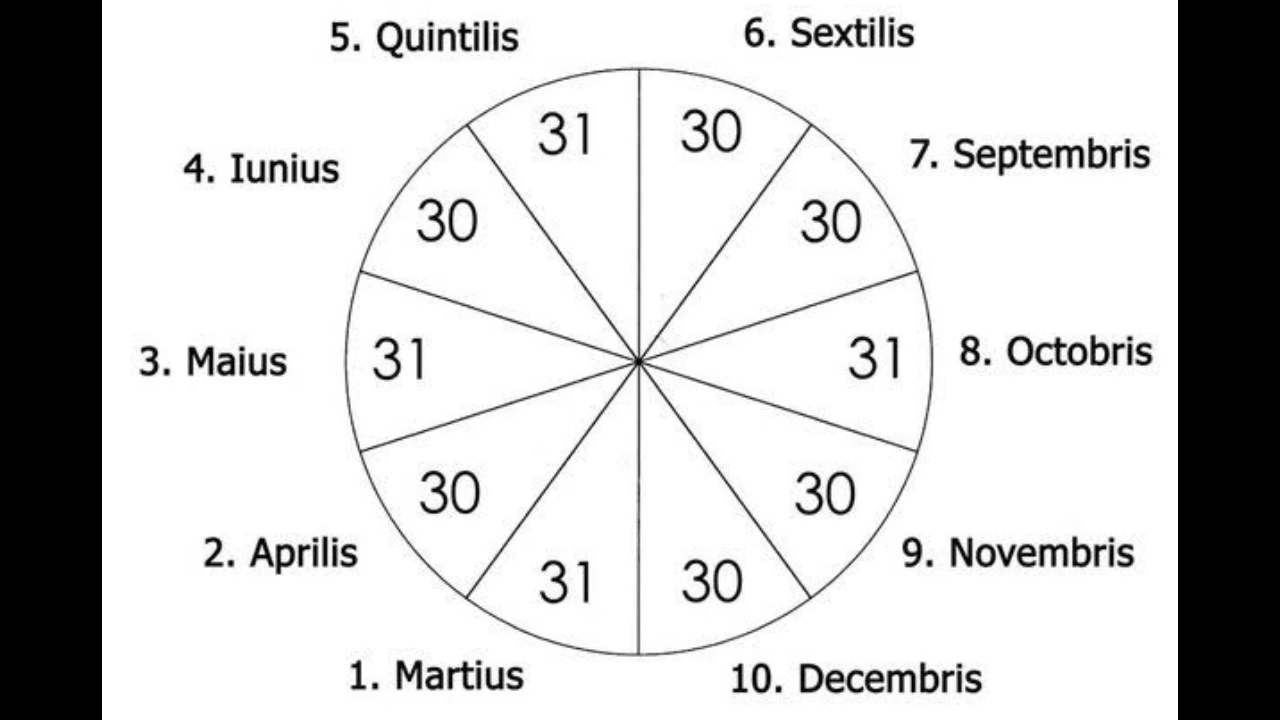 5. Quintilis
6. Sextilis
31
30
4. Iunius
7. Septembris
30
30
3. Maius
31
31
8. Octobris
30
30
2. Aprilis
9. Novembris
31
30
1. Martius
10. Decembris